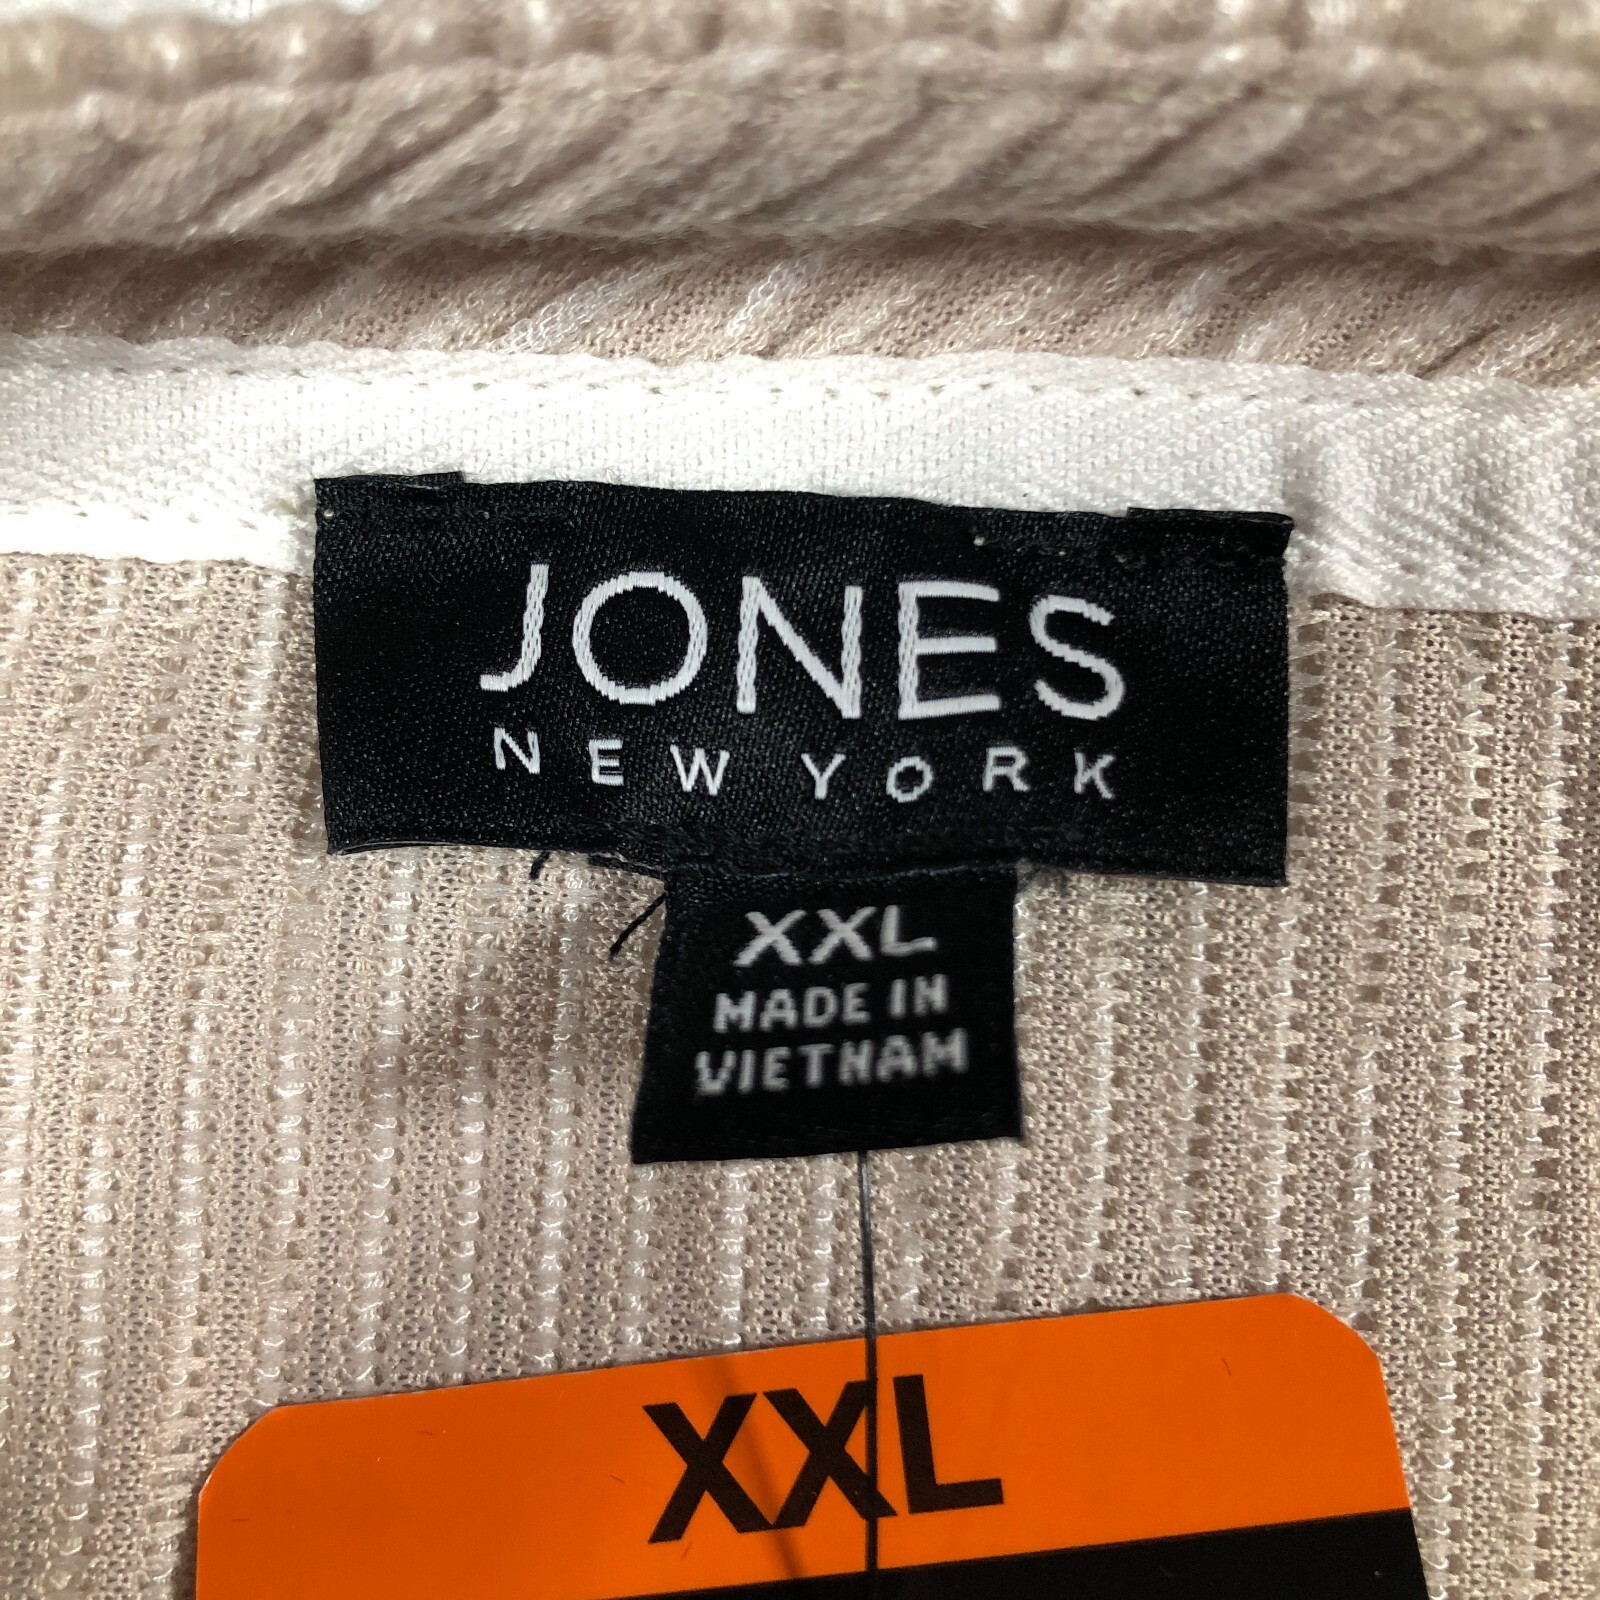 JONES
NEW YORK
XXL
MADE IN
VIETNAM
XXL